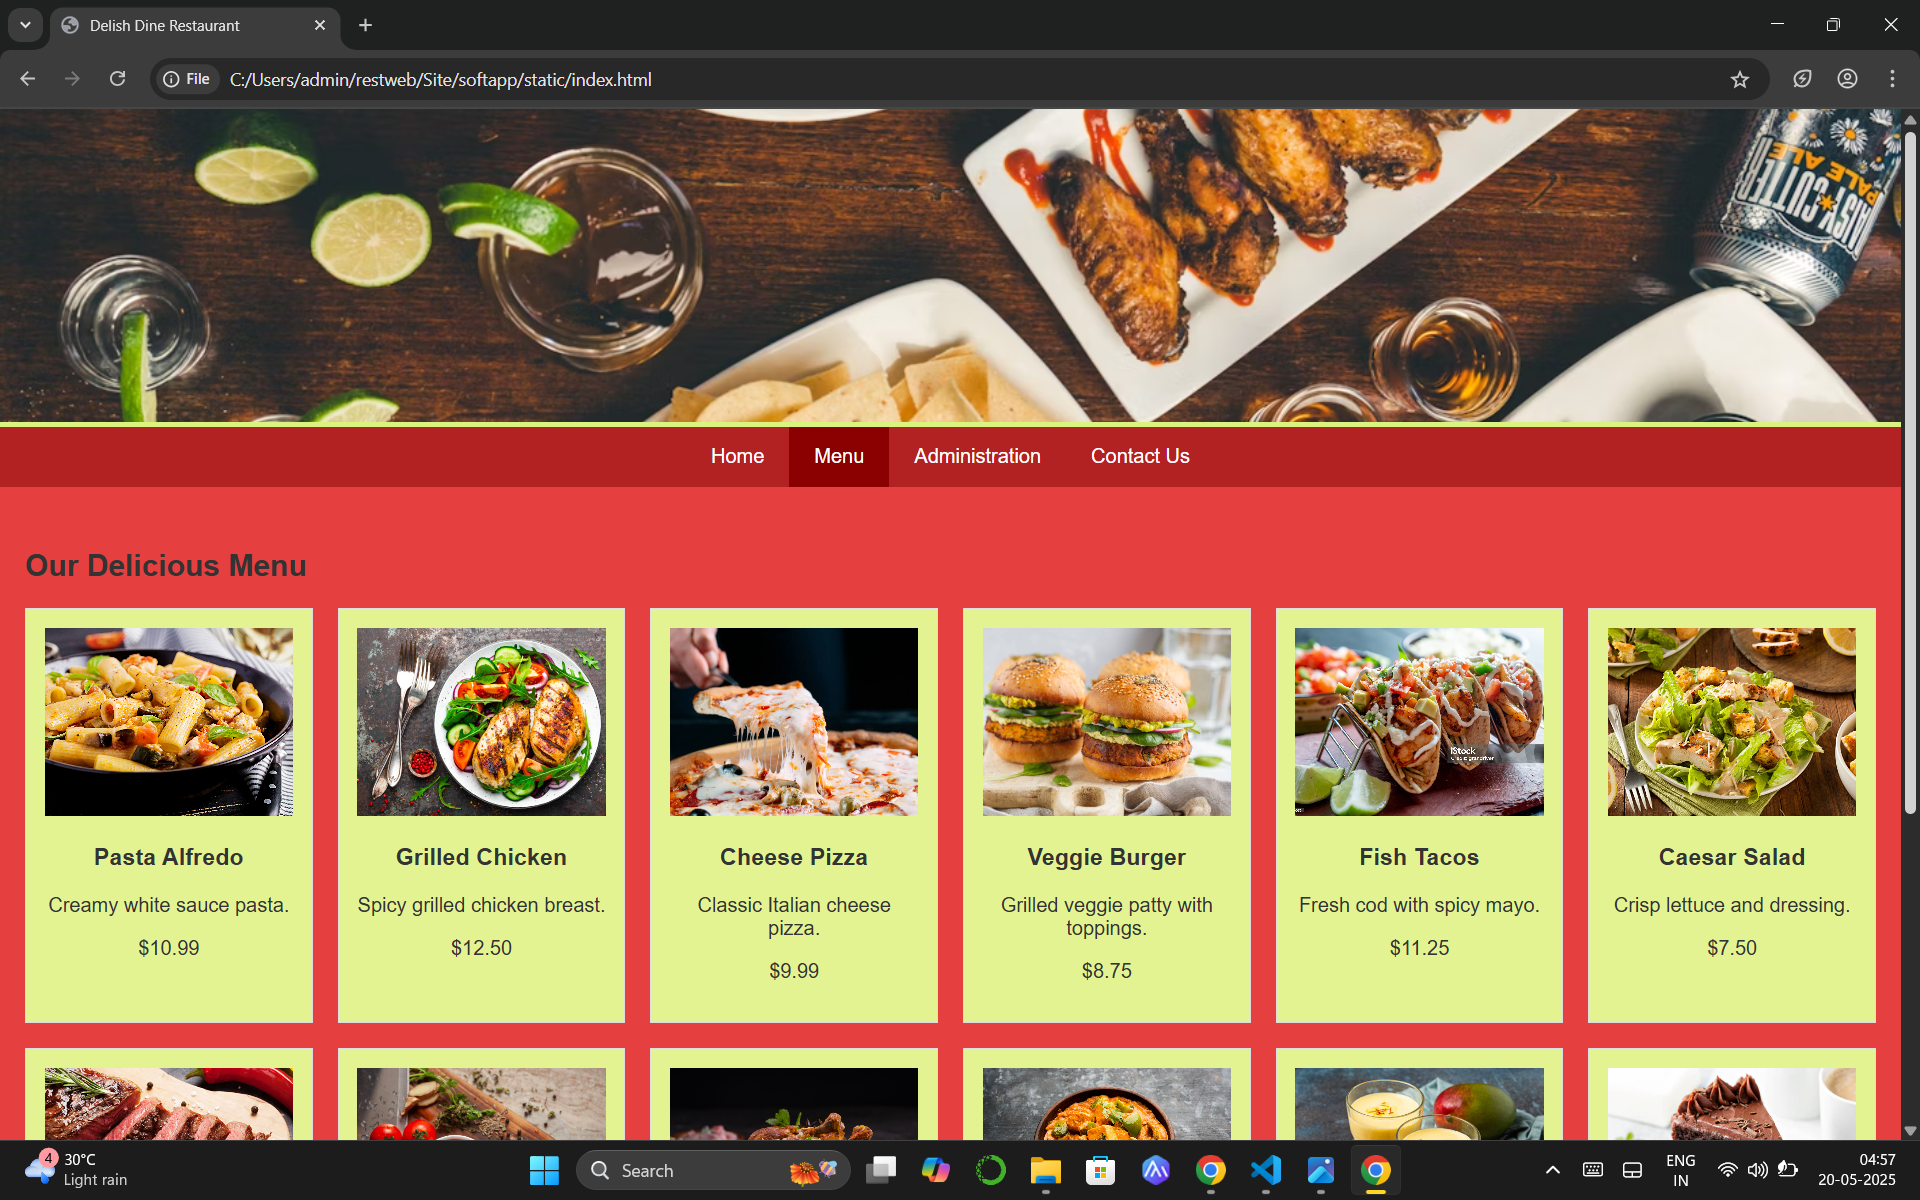 Delish Dine Restaurant
File
C:/Users/admin/restweb/Site/softapp/static/index.html
PALE ALE
CUTTER
Home
Menu
Administration
Contact Us
Our Delicious Menu
iStock
Pasta Alfredo
Grilled Chicken
Cheese Pizza
Veggie Burger
Fish Tacos
Caesar Salad
Creamy white sauce pasta.
Spicy grilled chicken breast.
Classic Italian cheese
pizza.
Grilled veggie patty with
toppings.
Fresh cod with spicy mayo.
Crisp lettuce and dressing.
$10.99
$12.50
$9.99
$8.75
$11.25
$7.50
4
30°C
Light rain
Search
ENG
IN
04:57
20-05-2025